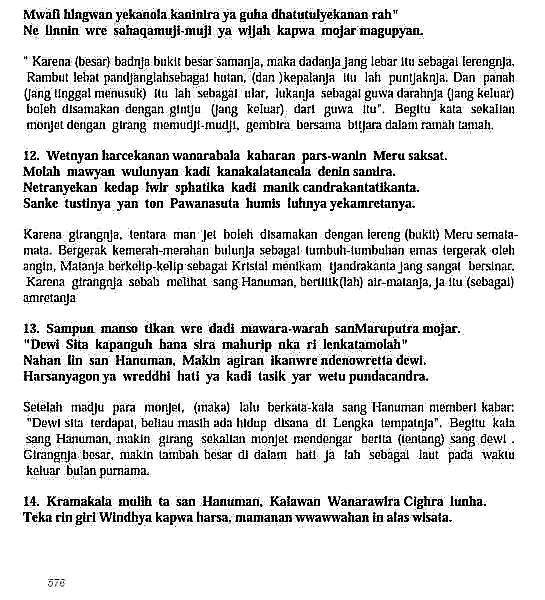 Mwafi hingwan yekanola kaninira ya guha dhatutulyekanan rah"
Ne linnin wre sahaqamuji-muji ya wijah kapwa mojar magupyan.
" Karena (besar) badnja bukit besar samanja, maka dadanja jang lebar itu sebagai lerengnja.
Rambut lebat pandjanglahsebagai hutan, (dan )kepalanja itu lah puntjaknja. Dan panah
(jang tinggal menusuk) itu lah sebagai ular, lukanja sebagai guwa darahnja (jang keluar)
boleh disamakan dengan gintju (jang keluar) dari guwa itu". Begitu kata sekalian
monjet dengan girang memudji-mudji, gembira bersama bitjara dalam ramah tamah.
12. Wetnyan harcekanan wanarabala kaharan pars-wanin Meru saksat.
Molah mawyan wulunyan kadi kanakalatancala denin samira.
Netranyekan kedap lwir sphatika kadi manik candrakantatikanta.
Sanke tustinya yan ton Pawanasuta humis luhnya yekamretanya.
Karena girangnja, tentara man jet boleh disamakan dengan lereng (bukit) Meru semata-
mata. Bergerak kemerah-merahan bulunja sebagai tumbuh-tumbuhan emas tergerak oleh
angin, Matanja berkelip-kelip sebagai Kristal menikam tjandrakanta jang sangat bersinar.
Karena girangnja sebab melihat sang Hanuman, bertitik(lah) air-matanja, ja itu (sebagai)
amretanja
13. Sampun manso tikan wre dadi mawara-warah sanMaruputra mojar.
"Dewi Sita kapanguh hana sira mahurip nka ri lenkatamolah"
Nahan lin san Hanuman, Makin agiran ikanwre ndenowretta dewi.
Harsanyagon ya wreddhi hati ya kadi tasik yar wetu pundacandra.
Setelah madju para monjet, (maka) lalu berkata-kala sang Hanuman memberi kabar:
"Dewi sita terdapat, beliau masih ada hidup disana di Lengka tempatnja". Begitu kala
sang Hanuman, makin girang sekalian monjet mendengar berita (tentang) sang dewi .
Girangnja besar, makin tambah besar di dalam hati ja lah sebagai laut pada waktu
keluar bulan purnama.
14. Kramakala mulih ta san Hanuman, Kalawan Wanarawira Cighra lunha.
Teka rin giri Windhya kapwa harsa, mamanan wwawwahan in alas wisata.
576